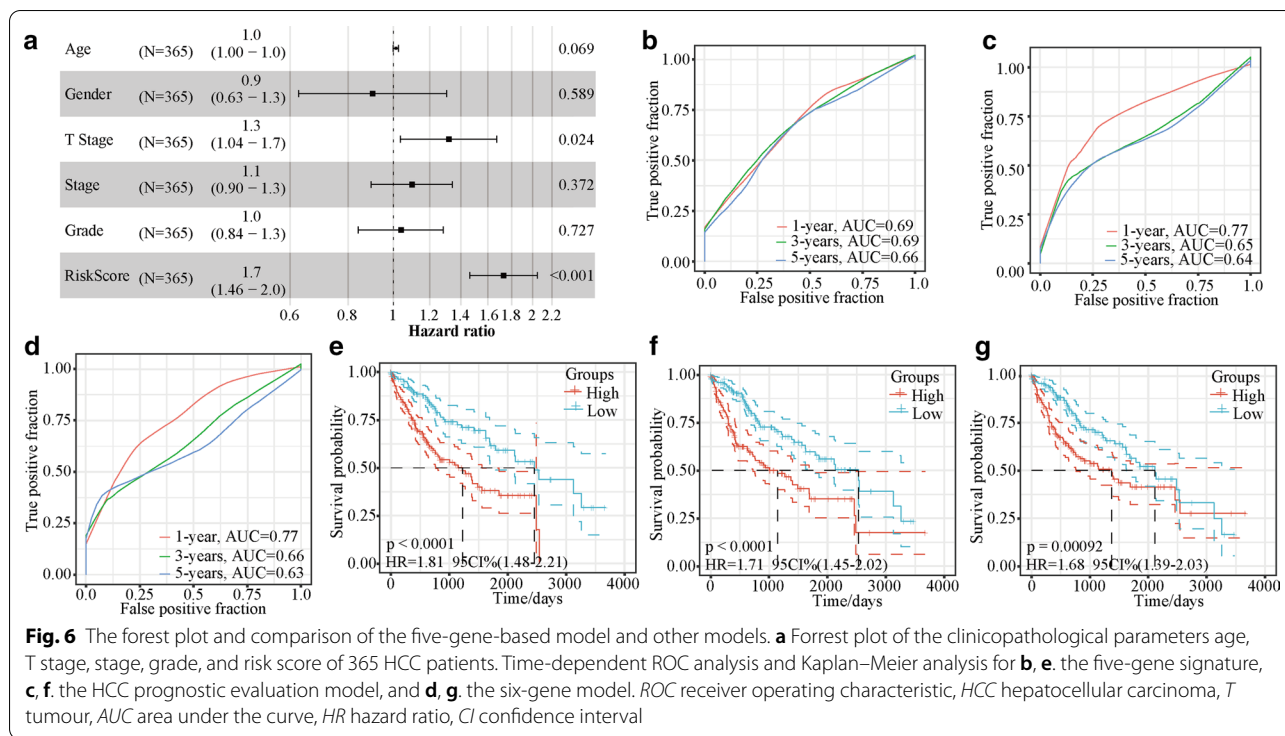 a
Age (N=365) 1.0 (1.00 − 1.0) 0.069
Gender (N=365) 0.9 (0.63 − 1.3) 0.589
T Stage (N=365) 1.3 (1.04 − 1.7) 0.024
Stage (N=365) 1.1 (0.90 − 1.3) 0.372
Grade (N=365) 1.0 (0.84 − 1.3) 0.727
RiskScore (N=365) 1.7 (1.46 − 2.0) <0.001
0.6 0.8 1 1.2 1.4 1.6 1.8 2 2.2
Hazard ratio
b
True positive fraction
1.00
0.75
0.50
0.25
0.00
1-year, AUC=0.69
3-years, AUC=0.69
5-years, AUC=0.66
0.0 0.25 0.50 0.75 1.0
False positive fraction
c
True positive fraction
1.00
0.75
0.50
0.25
0.00
1-year, AUC=0.77
3-years, AUC=0.65
5-years, AUC=0.64
0.0 0.25 0.50 0.75 1.0
False positive fraction
d
True positive fraction
1.00
0.75
0.50
0.25
0.00
1-year, AUC=0.77
3-years, AUC=0.66
5-years, AUC=0.63
0.0 0.25 0.50 0.75 1.0
False positive fraction
e
Survival probability
1.00
0.75
0.50
0.25
0.00
Groups
High
Low
p < 0.0001
HR=1.81 95CI%(1.48-2.21)
0 1000 2000 3000 4000
Time/days
f
Survival probability
1.00
0.75
0.50
0.25
0.00
Groups
High
Low
p < 0.0001
HR=1.71 95CI%(1.45-2.02)
0 1000 2000 3000 4000
Time/days
g
Survival probability
1.00
0.75
0.50
0.25
0.00
Groups
High
Low
p = 0.00092
HR=1.68 95CI%(1.39-2.03)
0 1000 2000 3000 4000
Time/days
Fig. 6 The forest plot and comparison of the five-gene-based model and other models. a Forrest plot of the clinicopathological parameters age,
T stage, stage, grade, and risk score of 365 HCC patients. Time-dependent ROC analysis and Kaplan–Meier analysis for b, e. the five-gene signature,
c, f. the HCC prognostic evaluation model, and d, g. the six-gene model. ROC receiver operating characteristic, HCC hepatocellular carcinoma, T
tumour, AUC area under the curve, HR hazard ratio, CI confidence interval